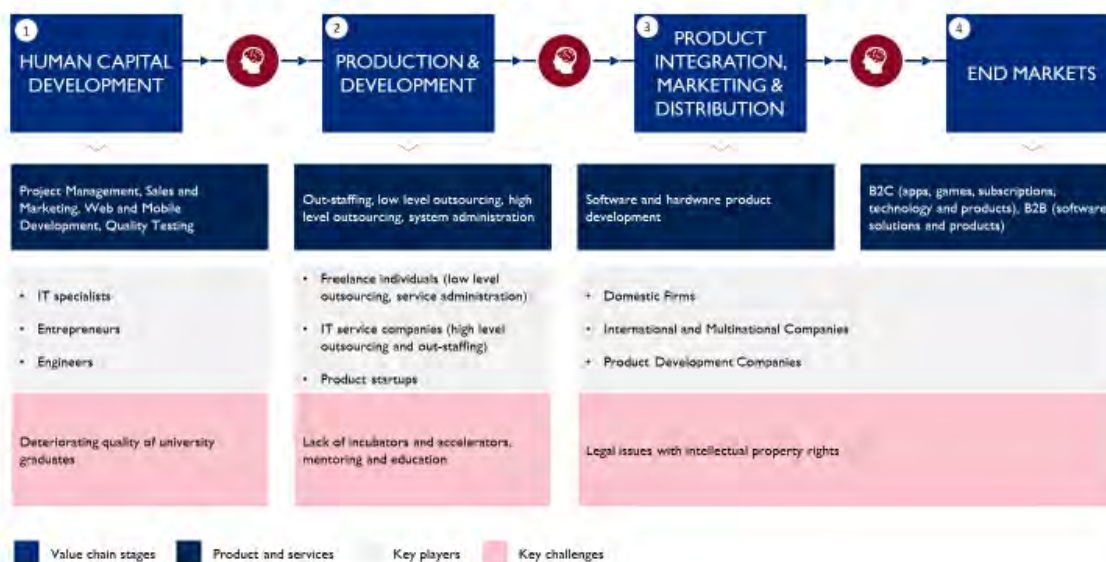 1
HUMAN CAPITAL
DEVELOPMENT
2
PRODUCTION &
DEVELOPMENT
3
PRODUCT
INTEGRATION,
MARKETING &
DISTRIBUTION
4
END MARKETS
Project Management, Sales and
Marketing, Web and Mobile
Development, Quality Testing
Out-staffing, low level outsourcing, high
level outsourcing, system administration
Software and hardware product
development
B2C (apps, games, subscriptions,
technology and products), B2B (software
solutions and products)
• IT specialists
• Entrepreneurs
• Engineers
• Freelance individuals (low level
outsourcing, service administration)
• IT service companies (high level
outsourcing and out-staffing)
• Product startups
• Domestic Firms
• International and Multinational Companies
• Product Development Companies
Deteriorating quality of university
graduates
Lack of incubators and accelerators,
mentoring and education
Legal issues with intellectual property rights
Value chain stages
Product and services
Key players
Key challenges